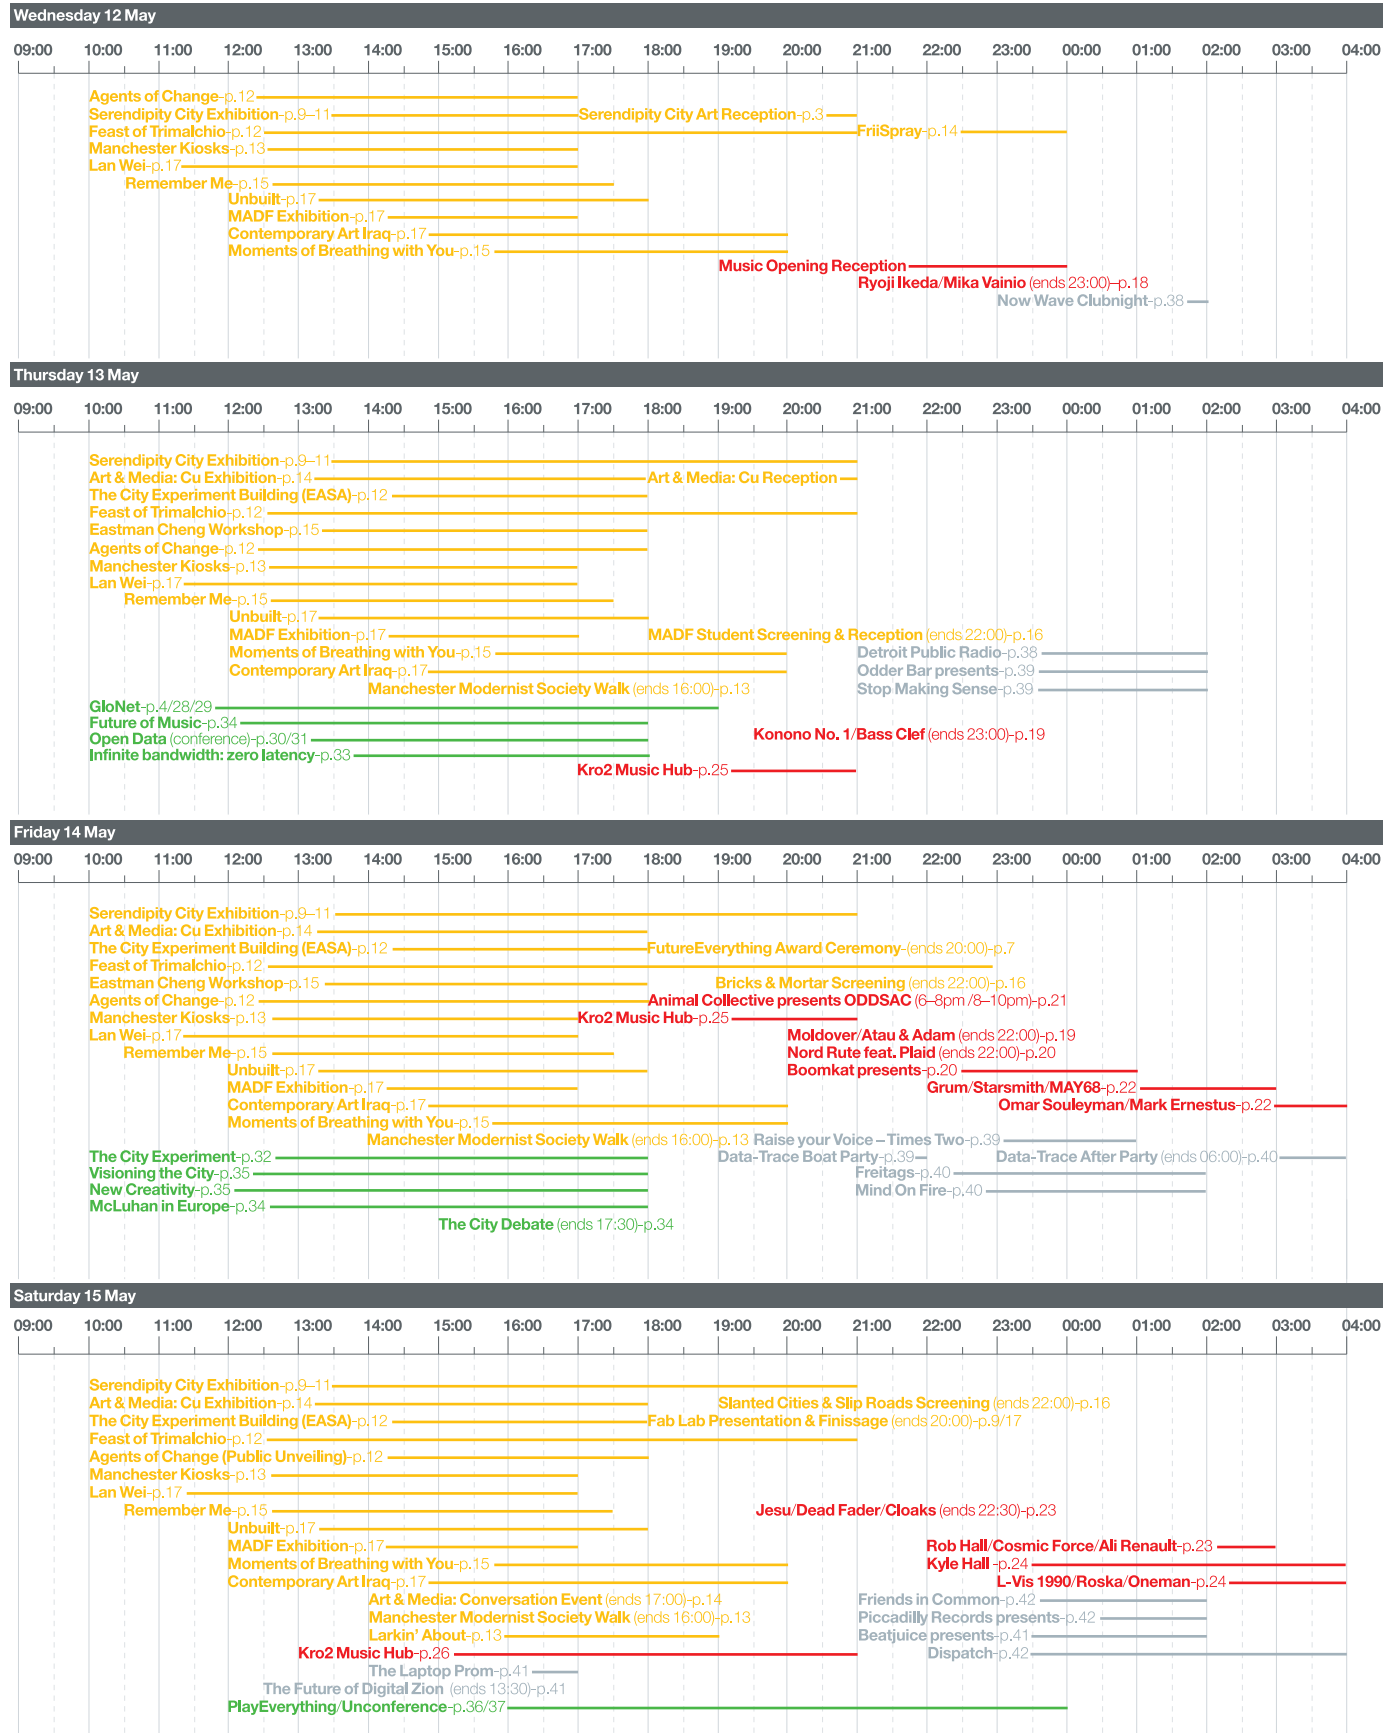 Wednesday 12 May
09:00 10:00 11:00 12:00 13:00 14:00 15:00 16:00 17:00 18:00 19:00 20:00 21:00 22:00 23:00 00:00 01:00 02:00 03:00 04:00
Agents of Change-p.12
Serendipity City Exhibition-p.9–11 Serendipity City Art Reception-p.3
Feast of Trimalchio-p.12 FriiSpray-p.14
Manchester Kiosks-p.13
Lan Wei-p.17
Remember Me-p.15
Unbuilt-p.17
MADF Exhibition-p.17
Contemporary Art Iraq-p.17
Moments of Breathing with You-p.15
Music Opening Reception
Ryoji Ikeda/Mika Vainio (ends 23:00)–p.18
Now Wave Clubnight-p.38
Thursday 13 May
09:00 10:00 11:00 12:00 13:00 14:00 15:00 16:00 17:00 18:00 19:00 20:00 21:00 22:00 23:00 00:00 01:00 02:00 03:00 04:00
Serendipity City Exhibition-p.9–11
Art & Media: Cu Exhibition-p.14 Art & Media: Cu Reception
The City Experiment Building (EASA)-p.12
Feast of Trimalchio-p.12
Eastman Cheng Workshop-p.15
Agents of Change-p.12
Manchester Kiosks-p.13
Lan Wei-p.17
Remember Me-p.15
Unbuilt-p.17
MADF Exhibition-p.17 MADF Student Screening & Reception (ends 22:00)-p.16
Moments of Breathing with You-p.15 Detroit Public Radio-p.38
Contemporary Art Iraq-p.17 Odder Bar presents-p.39
Manchester Modernist Society Walk (ends 16:00)-p.13 Stop Making Sense-p.39
GloNet-p.4/28/29
Future of Music-p.34
Open Data (conference)-p.30/31 Konono No. 1/Bass Clef (ends 23:00)-p.19
Infinite bandwidth: zero latency-p.33
Kro2 Music Hub-p.25
Friday 14 May
09:00 10:00 11:00 12:00 13:00 14:00 15:00 16:00 17:00 18:00 19:00 20:00 21:00 22:00 23:00 00:00 01:00 02:00 03:00 04:00
Serendipity City Exhibition-p.9–11
Art & Media: Cu Exhibition-p.14
The City Experiment Building (EASA)-p.12 FutureEverything Award Ceremony-(ends 20:00)-p.7
Feast of Trimalchio-p.12
Eastman Cheng Workshop-p.15 Bricks & Mortar Screening (ends 22:00)-p.16
Agents of Change-p.12 Animal Collective presents ODDSAC (6–8pm /8–10pm)-p.21
Manchester Kiosks-p.13 Kro2 Music Hub-p.25
Lan Wei-p.17 Moldover/Atau & Adam (ends 22:00)-p.19
Remember Me-p.15 Nord Rute feat. Plaid (ends 22:00)-p.20
Unbuilt-p.17 Boomkat presents-p.20
MADF Exhibition-p.17 Grum/Starsmith/MAY68-p.22
Contemporary Art Iraq-p.17 Omar Souleyman/Mark Ernestus-p.22
Moments of Breathing with You-p.15
Manchester Modernist Society Walk (ends 16:00)-p.13 Raise your Voice – Times Two-p.39
The City Experiment-p.32 Data-Trace Boat Party-p.39 Data-Trace After Party (ends 06:00)-p.40
Visioning the City-p.35 Freitags-p.40
New Creativity-p.35 Mind On Fire-p.40
McLuhan in Europe-p.34
The City Debate (ends 17:30)-p.34
Saturday 15 May
09:00 10:00 11:00 12:00 13:00 14:00 15:00 16:00 17:00 18:00 19:00 20:00 21:00 22:00 23:00 00:00 01:00 02:00 03:00 04:00
Serendipity City Exhibition-p.9–11
Art & Media: Cu Exhibition-p.14 Slanted Cities & Slip Roads Screening (ends 22:00)-p.16
The City Experiment Building (EASA)-p.12 Fab Lab Presentation & Finissage (ends 20:00)-p.9/17
Feast of Trimalchio-p.12
Agents of Change (Public Unveiling)-p.12
Manchester Kiosks-p.13
Lan Wei-p.17
Remember Me-p.15 Jesu/Dead Fader/Cloaks (ends 22:30)-p.23
Unbuilt-p.17
MADF Exhibition-p.17 Rob Hall/Cosmic Force/Ali Renault-p.23
Moments of Breathing with You-p.15 Kyle Hall -p.24
Contemporary Art Iraq-p.17 L-Vis 1990/Roska/Oneman-p.24
Art & Media: Conversation Event (ends 17:00)-p.14 Friends in Common-p.42
Manchester Modernist Society Walk (ends 16:00)-p.13 Piccadilly Records presents-p.42
Larkin' About-p.13 Beatjuice presents-p.41
Kro2 Music Hub-p.26 Dispatch-p.42
The Laptop Prom-p.41
The Future of Digital Zion (ends 13:30)-p.41
PlayEverything/Unconference-p.36/37